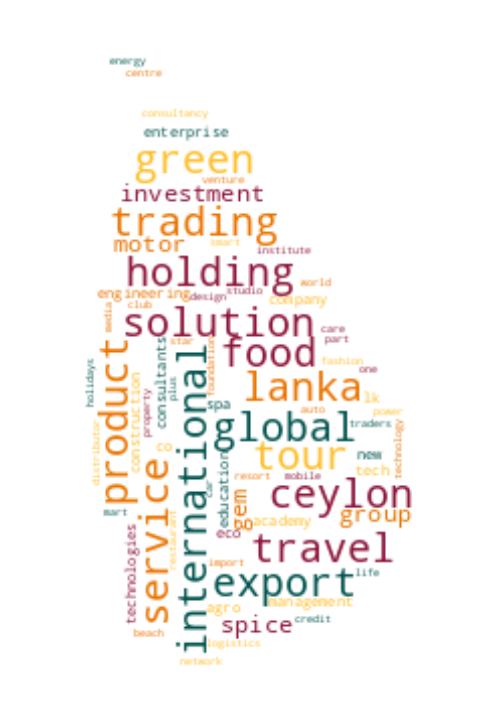 energy
centre
consultancy
enterprise
green
venture
investment
trading
motor
smart
institute
holding
world
engineering
design
studio
company
media
club
solution
care
part
star
food
fashion
one
holidays
product
consultants
international
foundation
lanka
plus
construction
property
spa
auto
lk
power
global
traders
distributor
co
tour
new
technology
tech
service
education
car
resort
mobile
ceylon
gem
mart
academy
group
technologies
restaurant
eco
travel
import
export
life
agro
management
spice
credit
beach
logistics
network